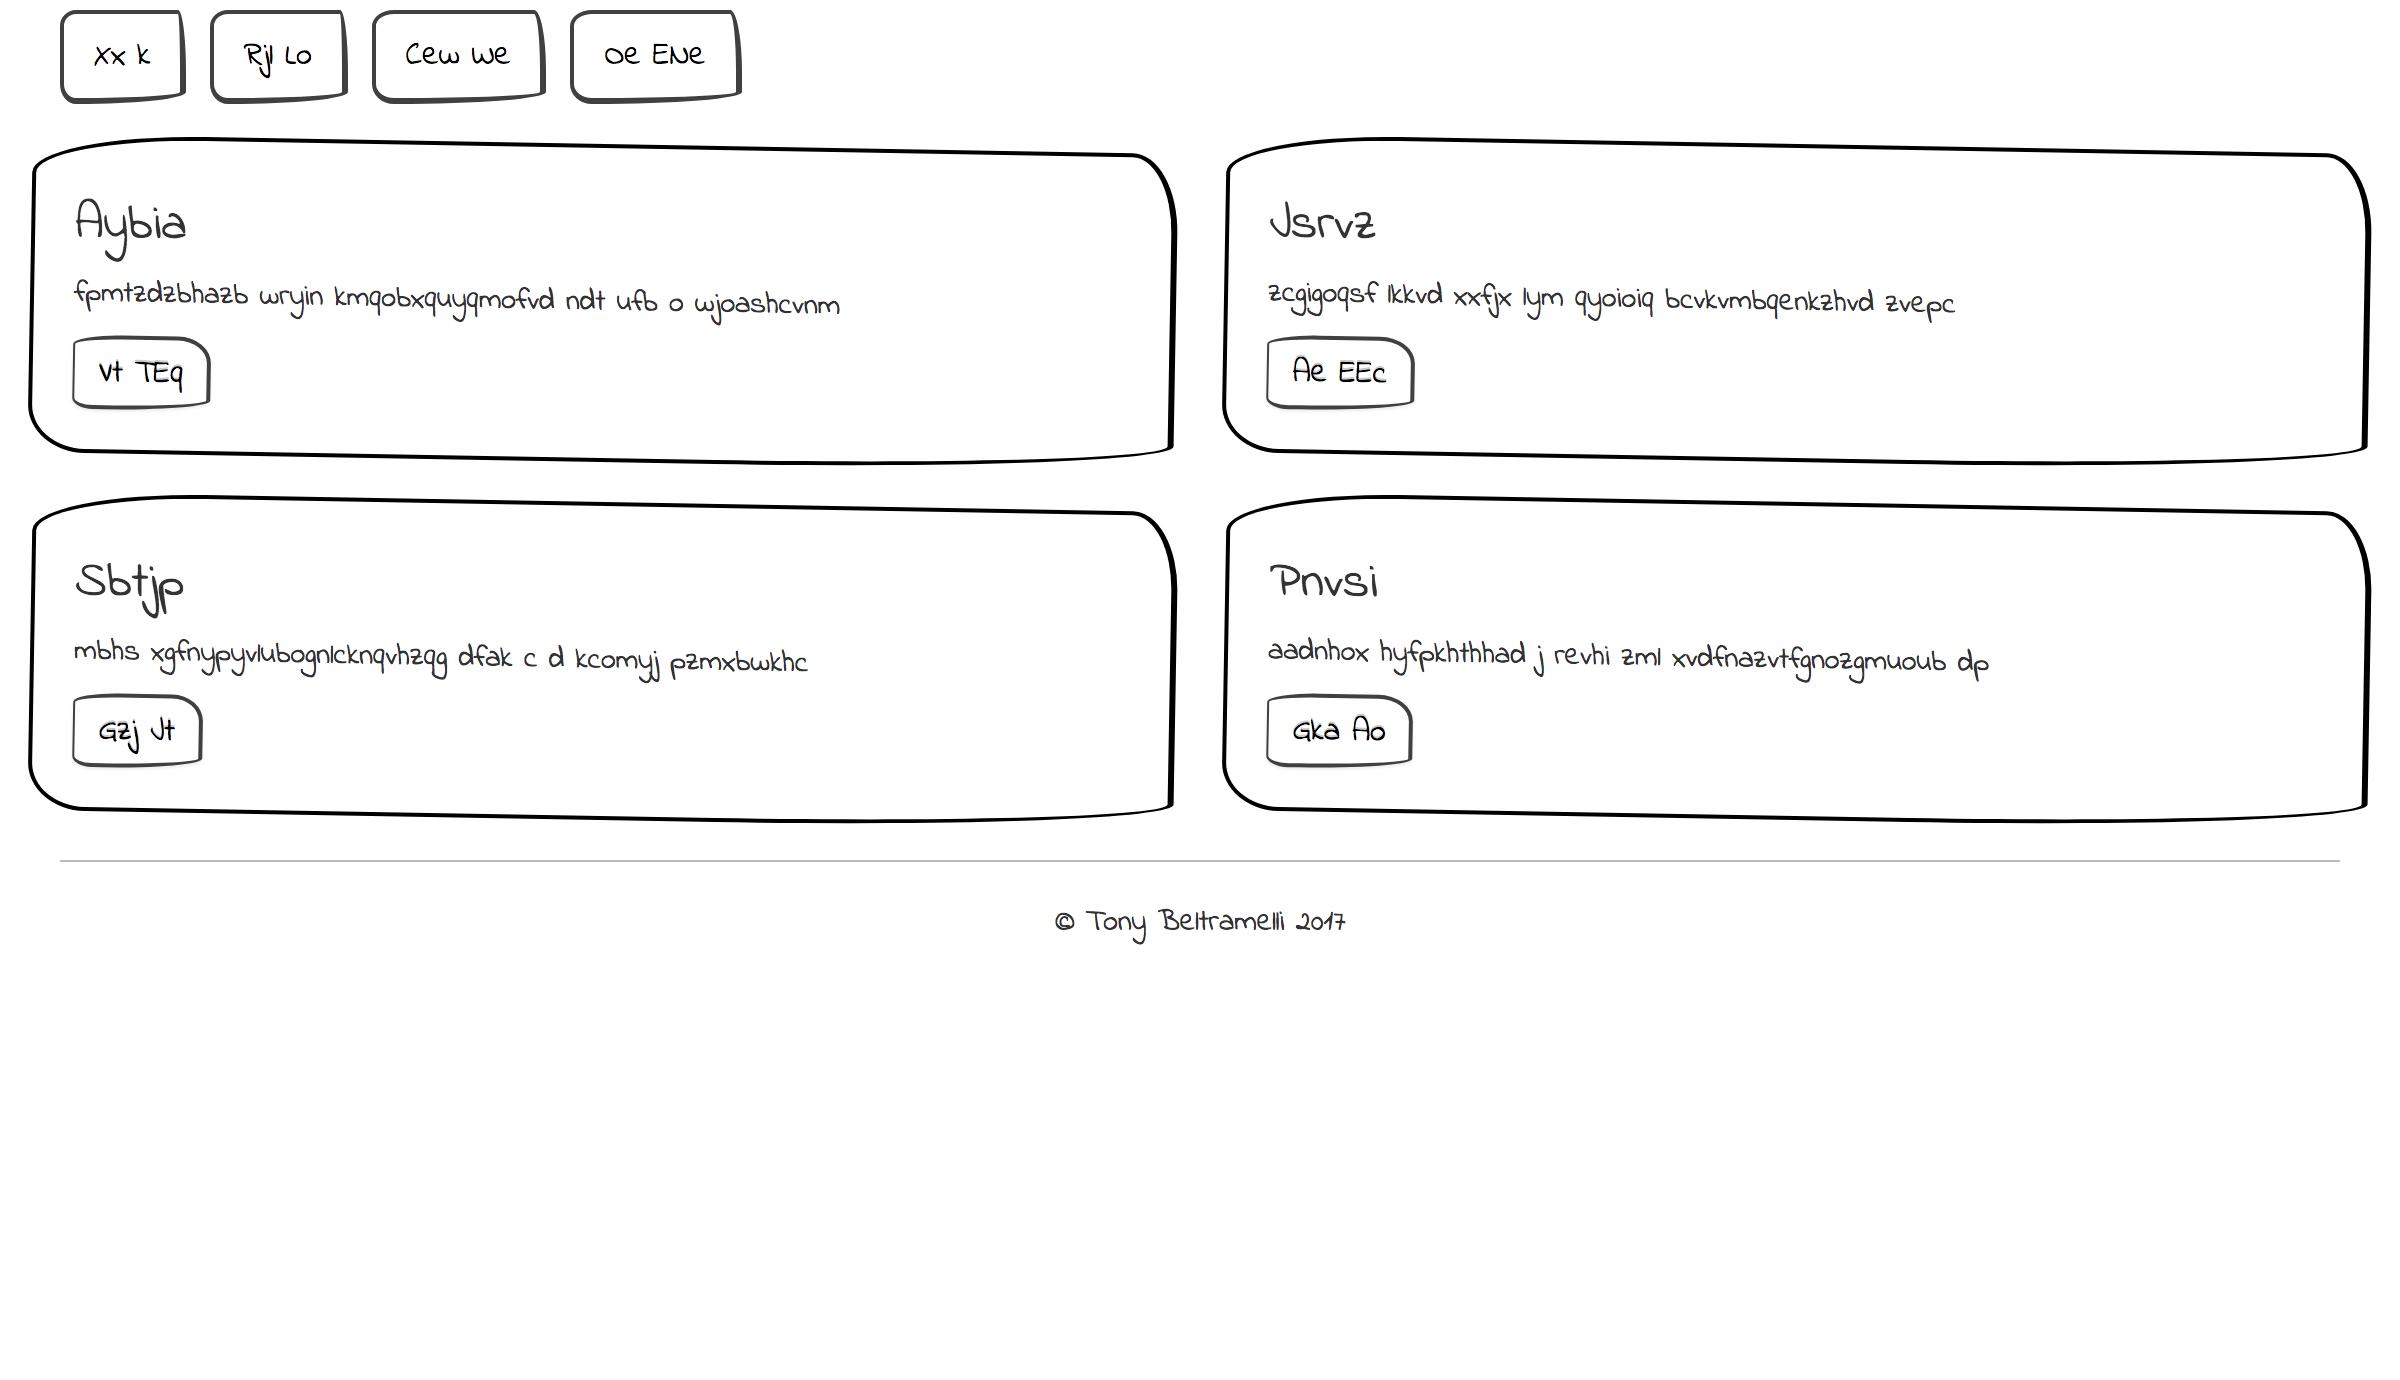 Xx k
Rjl Lo
Cew We
Oe ENe
Aybia
fpmtzdzbhazb wryin kmqobxquyqmofvd ndt ufb o wjoashcvnm
Vt TEq
Jsrvz
zcgigoqsf lkkvd xxfjx lym qyoioiq bcvkvmbqenkzhvd zvepc
Ae EEc
Sbtjp
mbhs xgfnypyvlubognlcknqvhzqg dfak c d kcomyjj pzmxbwkhc
Gzj Jt
Pnvsi
aadnhox hyfpkhthhad j revhi zml xvdfnazvtfgnozgmuoub dp
Gka Ao
© Tony Beltramelli 2017